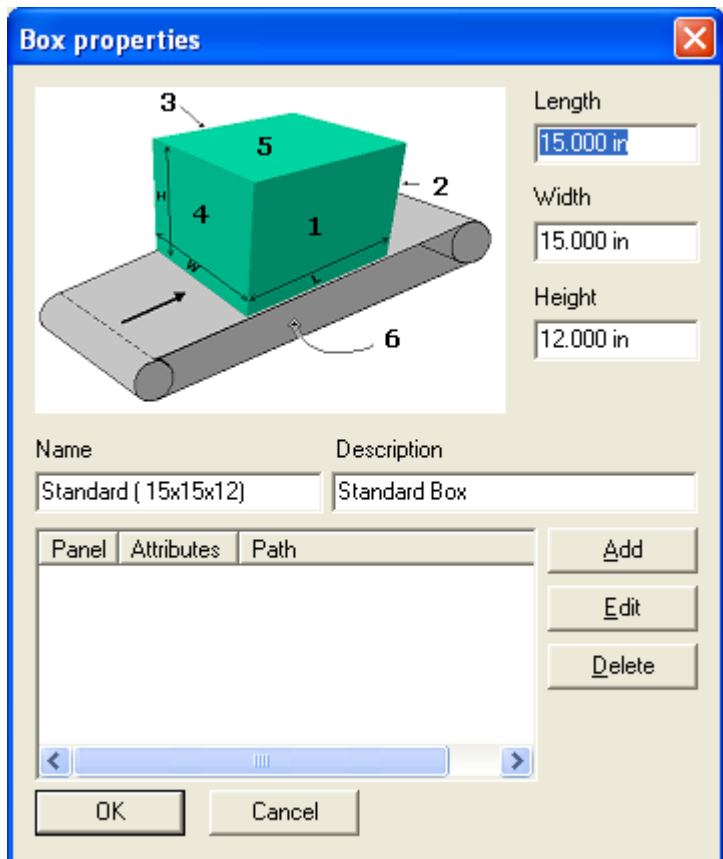 Box properties
3
5
2
H
4
1
W
L
6
Length
15.000 in
Width
15.000 in
Height
12.000 in
Name
Description
Standard ( 15x15x12)
Standard Box
Panel Attributes Path
Add
Edit
Delete
OK
Cancel